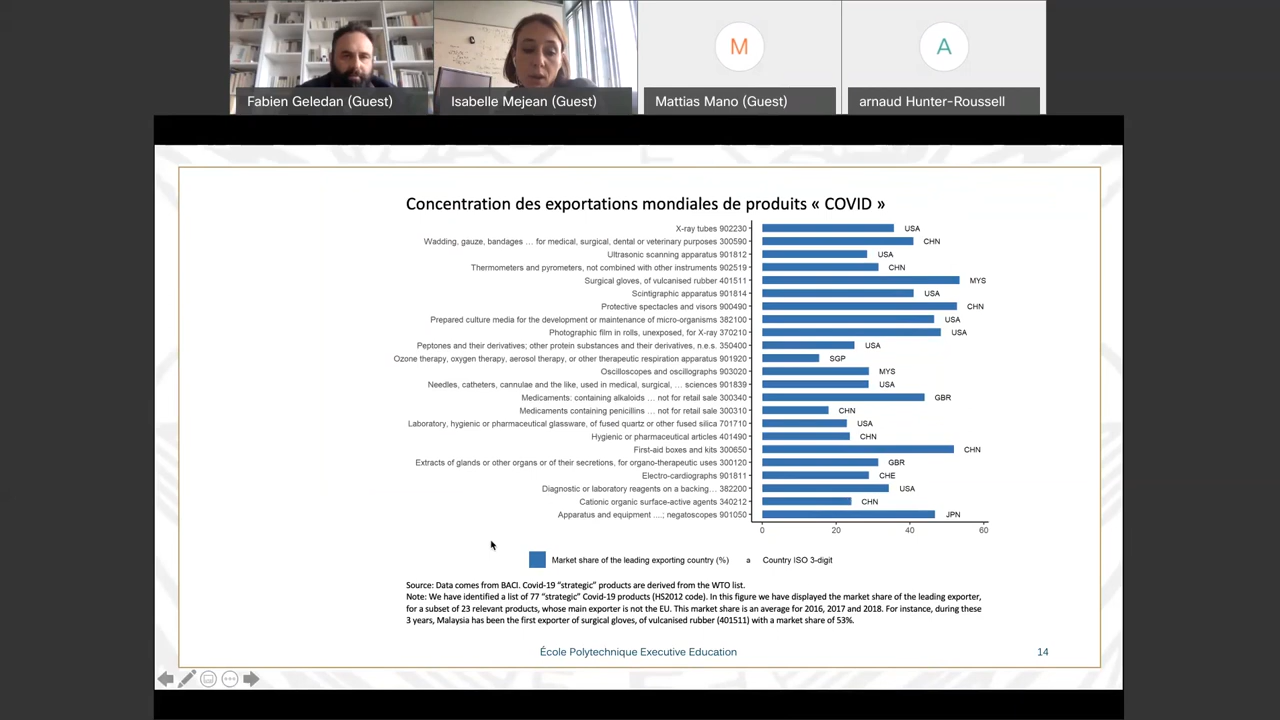 M
A
Fabien Geledan (Guest)
Isabelle Mejean (Guest)
Mattias Mano (Guest)
arnaud Hunter-Roussell
Concentration des exportations mondiales de produits « COVID »
X-ray tubes 902230 USA
Wadding, gauze, bandages ... for medical, surgical, dental or veterinary purposes 300590 CHN
Ultrasonic scanning apparatus 901812 USA
Thermometers and pyrometers, not combined with other instruments 902519 CHN
Surgical gloves, of vulcanised rubber 401511 MYS
Scintigraphic apparatus 901814 USA
Protective spectacles and visors 900490 CHN
Prepared culture media for the development or maintenance of micro-organisms 382100 USA
Photographic film in rolls, unexposed, for X-ray 370210 USA
Peptones and their derivatives; other protein substances and their derivatives, n.e.s. 350400 USA
Ozone therapy, oxygen therapy, aerosol therapy, or other therapeutic respiration apparatus 901920 SGP
Oscilloscopes and oscillographs 903020 MYS
Needles, catheters, cannulae and the like, used in medical, surgical, ... sciences 901839 USA
Medicaments: containing alkaloids ... not for retail sale 300340 GBR
Medicaments containing penicillins ... not for retail sale 300310 CHN
Laboratory, hygienic or pharmaceutical glassware, of fused quartz or other fused silica 701710 USA
Hygienic or pharmaceutical articles 401490 CHN
First-aid boxes and kits 300650 CHN
Extracts of glands or other organs or of their secretions, for organo-therapeutic uses 300120 GBR
Electro-cardiographs 901811 CHE
Diagnostic or laboratory reagents on a backing... 382200 USA
Cationic organic surface-active agents 340212 CHN
Apparatus and equipment ....; negatoscopes 901050 JPN
0 20 40 60
Market share of the leading exporting country (%) a Country ISO 3-digit
Source: Data comes from BACI. Covid-19 "strategic" products are derived from the WTO list.
Note: We have identified a list of 77 "strategic" Covid-19 products (HS2012 code). In this figure we have displayed the market share of the leading exporter,
for a subset of 23 relevant products, whose main exporter is not the EU. This market share is an average for 2016, 2017 and 2018. For instance, during these
3 years, Malaysia has been the first exporter of surgical gloves, of vulcanised rubber (401511) with a market share of 53%.
École Polytechnique Executive Education
14